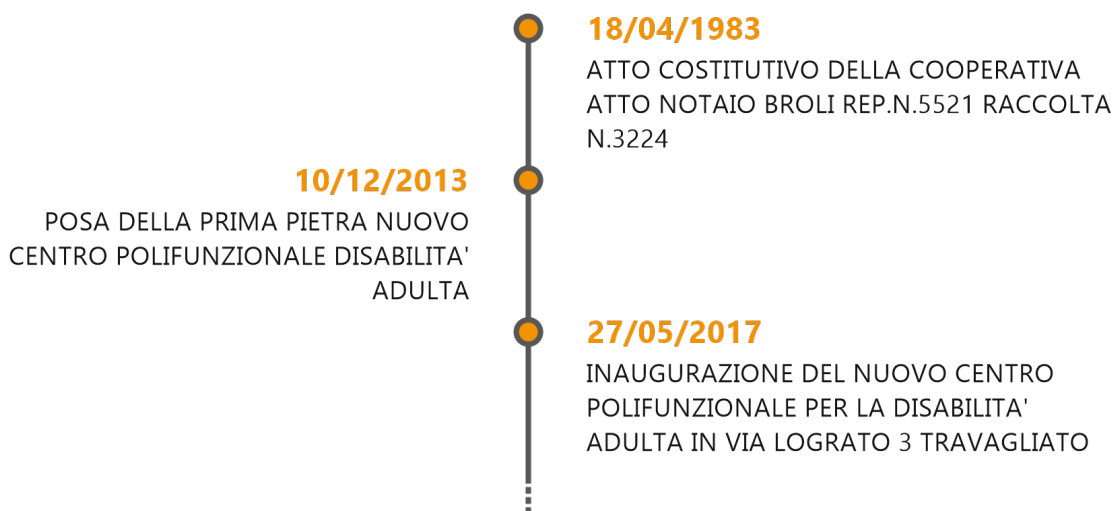 18/04/1983
ATTO COSTITUTIVO DELLA COOPERATIVA
ATTO NOTAIO BROLI REP.N.5521 RACCOLTA
N.3224
10/12/2013
POSA DELLA PRIMA PIETRA NUOVO
CENTRO POLIFUNZIONALE DISABILITA'
ADULTA
27/05/2017
INAUGURAZIONE DEL NUOVO CENTRO
POLIFUNZIONALE PER LA DISABILITA'
ADULTA IN VIA LOGRATO 3 TRAVAGLIATO